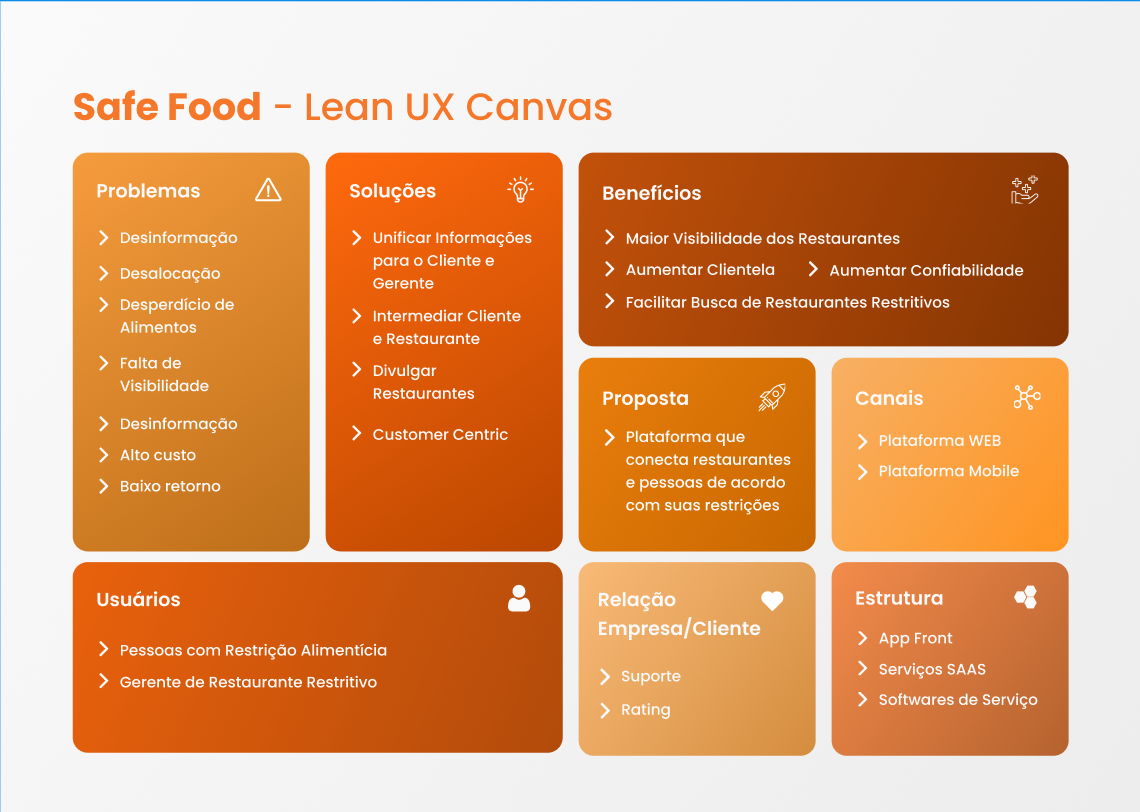 Safe Food - Lean UX Canvas
Problemas
Desinformação
Desalocação
Desperdício de
Alimentos
Falta de
Visibilidade
Desinformação
Alto custo
Baixo retorno
Soluções
Unificar Informações
para o Cliente e
Gerente
Intermediar Cliente
e Restaurante
Divulgar
Restaurantes
Customer Centric
Benefícios
Maior Visibilidade dos Restaurantes
Aumentar Clientela
Aumentar Confiabilidade
Facilitar Busca de Restaurantes Restritivos
Proposta
Plataforma que
conecta restaurantes
e pessoas de acordo
com suas restrições
Canais
Plataforma WEB
Plataforma Mobile
Usuários
Pessoas com Restrição Alimentícia
Gerente de Restaurante Restritivo
Relação
Empresa/Cliente
Suporte
Rating
Estrutura
App Front
Serviços SAAS
Softwares de Serviço